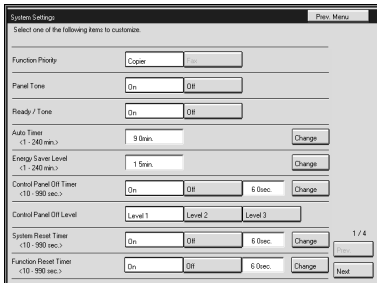 System Settings
Prev. Menu
Select one of the following items to customize.
Function Priority
Copier
Fax
Panel Tone
On
Off
Ready / Tone
On
Off
Auto Timer
<1 - 240 min.>
9 0min.
Change
Energy Saver Level
<1 - 240 min.>
1 5min.
Change
Control Panel Off Timer
<10 - 990 sec.>
On
Off
6 0sec.
Change
Control Panel Off Level
Level 1
Level 2
Level 3
System Reset Timer
<10 - 990 sec.>
On
Off
6 0sec.
Change
1 / 4
Prev.
Function Reset Timer
<10 - 990 sec.>
On
Off
6 0sec.
Change
Next